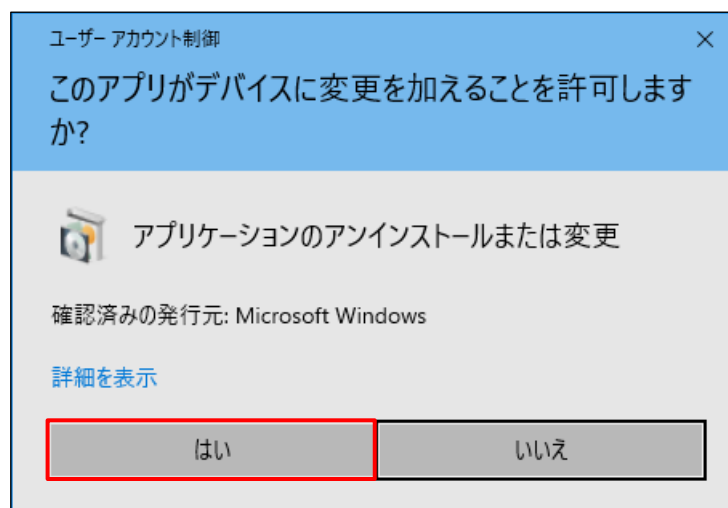 ユーザー アカウント制御
このアプリがデバイスに変更を加えることを許可します
か?
アプリケーションのアンインストールまたは変更
確認済みの発行元: Microsoft Windows
詳細を表示
はい
いいえ